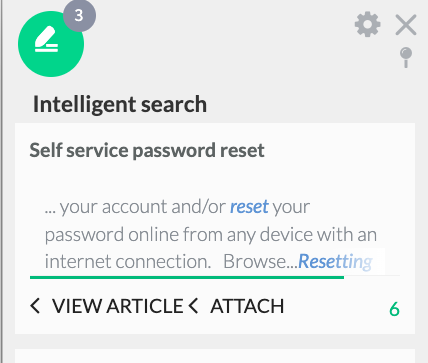 3
Intelligent search
Self service password reset
... your account and/or reset your
password online from any device with an
internet connection. Browse...Resetting
VIEW ARTICLE ATTACH 6